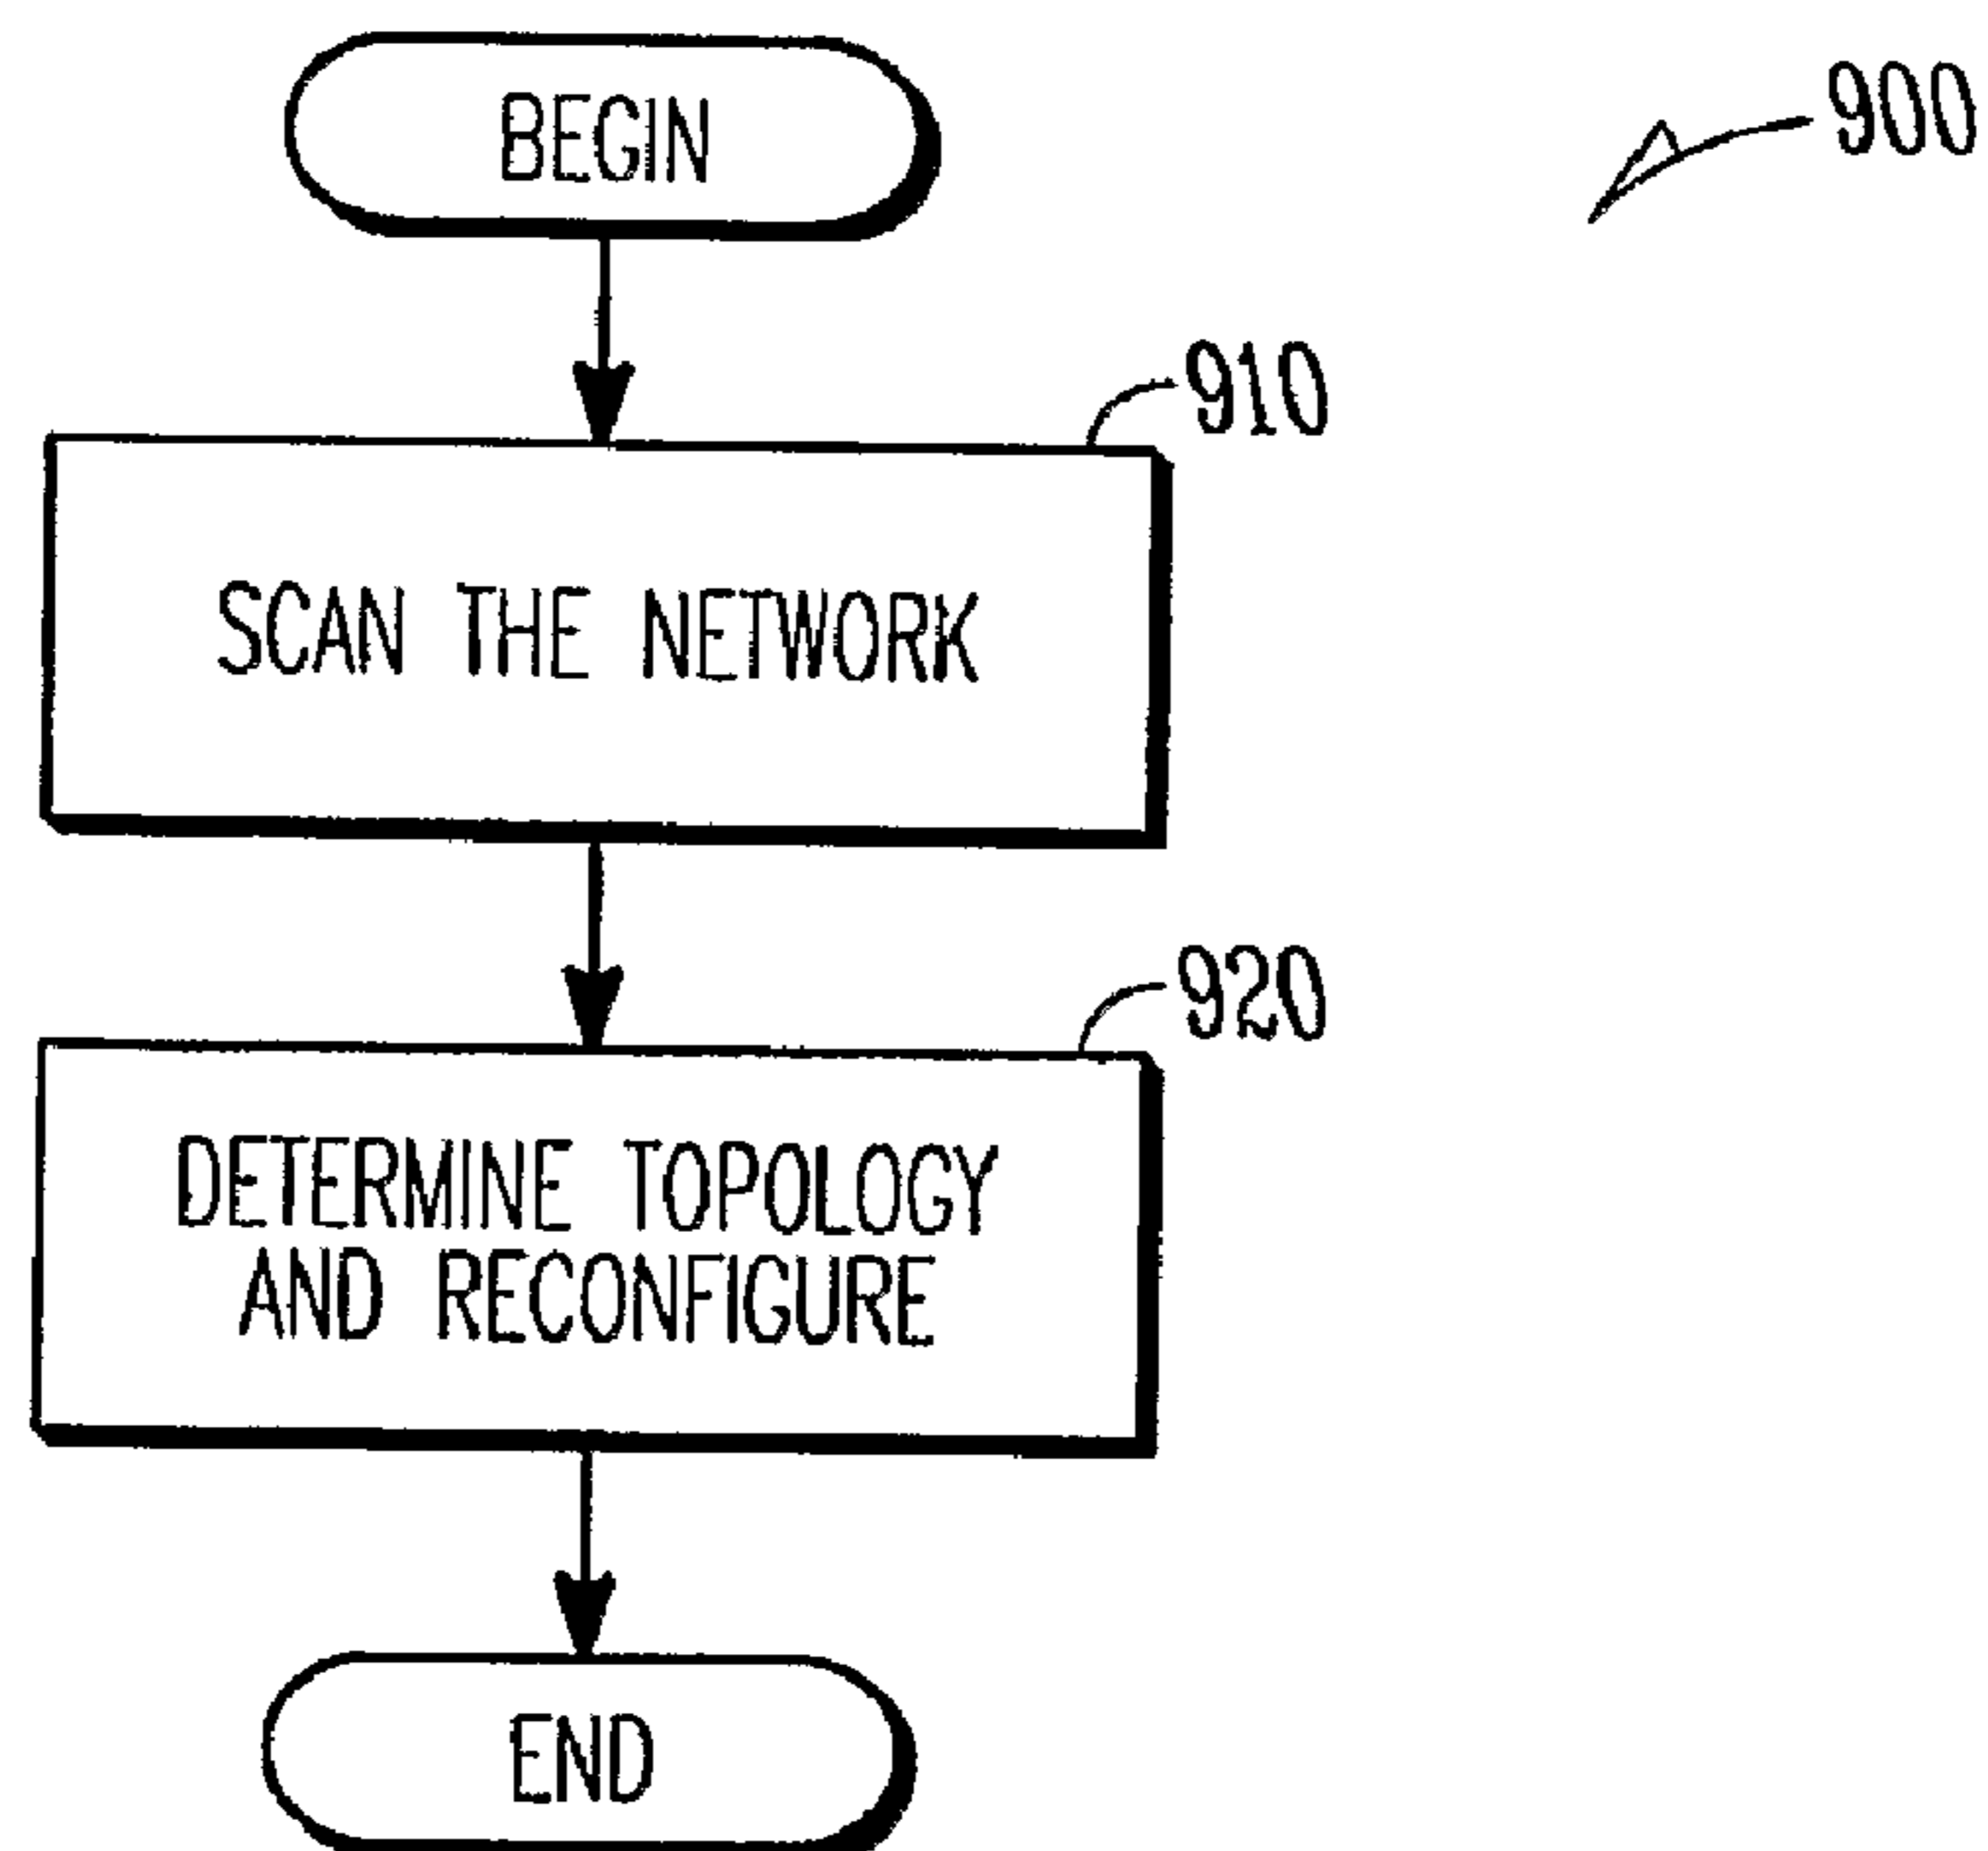 BEGIN
900
910
SCAN THE NETWORK
920
DETERMINE TOPOLOGY
AND RECONFIGURE
END